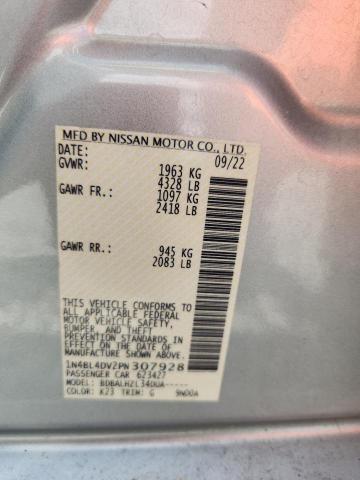 MFD BY NISSAN MOTOR CO., LTD.
DATE: 09/22
GVWR: 1963 KG
4328 LB
GAWR FR: 1097 KG
2418 LB
GAWR RR: 945 KG
2083 LB
THIS VEHICLE CONFORMS TO
ALL APPLICABLE FEDERAL
MOTOR VEHICLE SAFETY,
BUMPER, AND THEFT
PREVENTION STANDARDS
IN EFFECT ON THE DATE OF
MANUFACTURE SHOWN ABOVE.
1N4BL4DV2PN307928
PASSENGER CAR 623427
MODEL: BDBALHZL34DUA-----
COLOR: K23 TRIM: G 9N00A